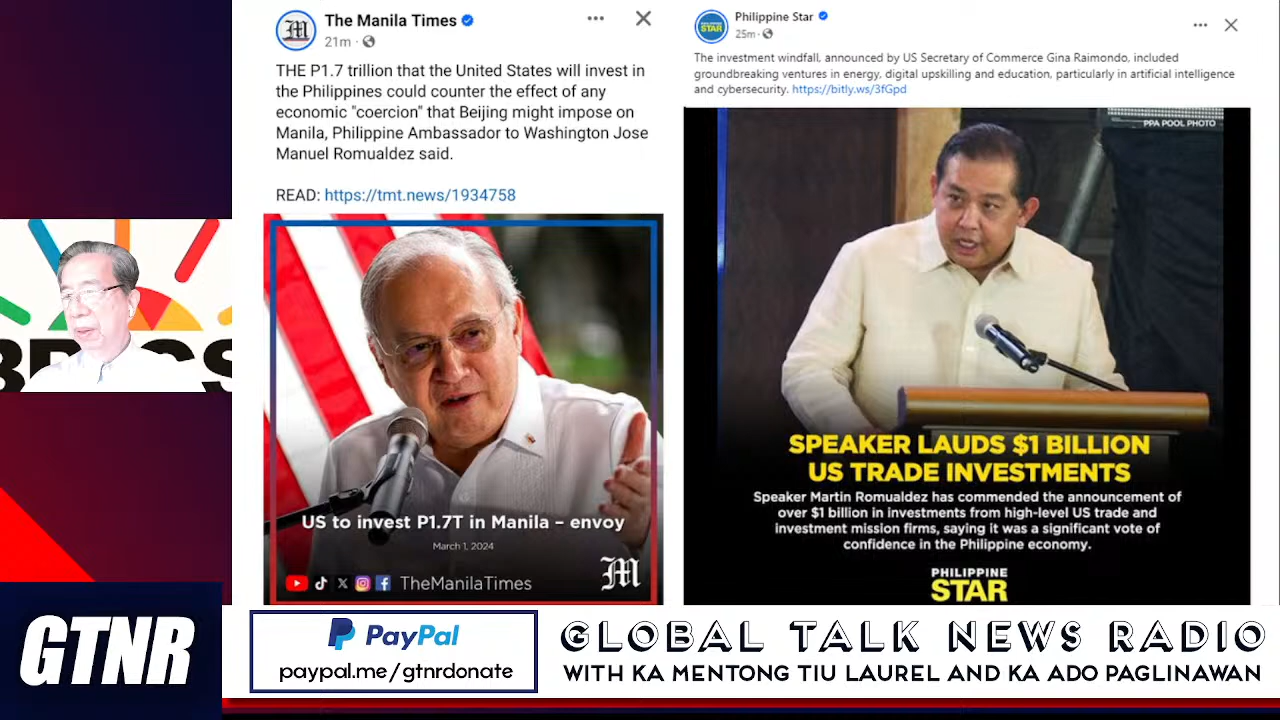 The Manila Times
21m
THE P1.7 trillion that the United States will invest in
the Philippines could counter the effect of any
economic "coercion" that Beijing might impose on
Manila, Philippine Ambassador to Washington Jose
Manuel Romualdez said.
READ: https://tmt.news/1934758
US to invest P1.7T in Manila – envoy
March 1, 2024
TheManilaTimes
PHILIPPINE
STAR
Philippine Star
25m
The investment windfall, announced by US Secretary of Commerce Gina Raimondo, included
groundbreaking ventures in energy, digital upskilling and education, particularly in artificial intelligence
and cybersecurity. https://bitly.ws/3fGpd
PPA POOL PHOTO
SPEAKER LAUDS $1 BILLION
US TRADE INVESTMENTS
Speaker Martin Romualdez has commended the announcement of
over $1 billion in investments from high-level US trade and
investment mission firms, saying it was a significant vote of
confidence in the Philippine economy.
PHILIPPINE
STAR
BRICS
GTNR
PayPal
paypal.me/gtnrdonate
GLOBAL TALK NEWS RADIO
WITH KA MENTONG TIU LAUREL AND KA ADO PAGLINAWAN